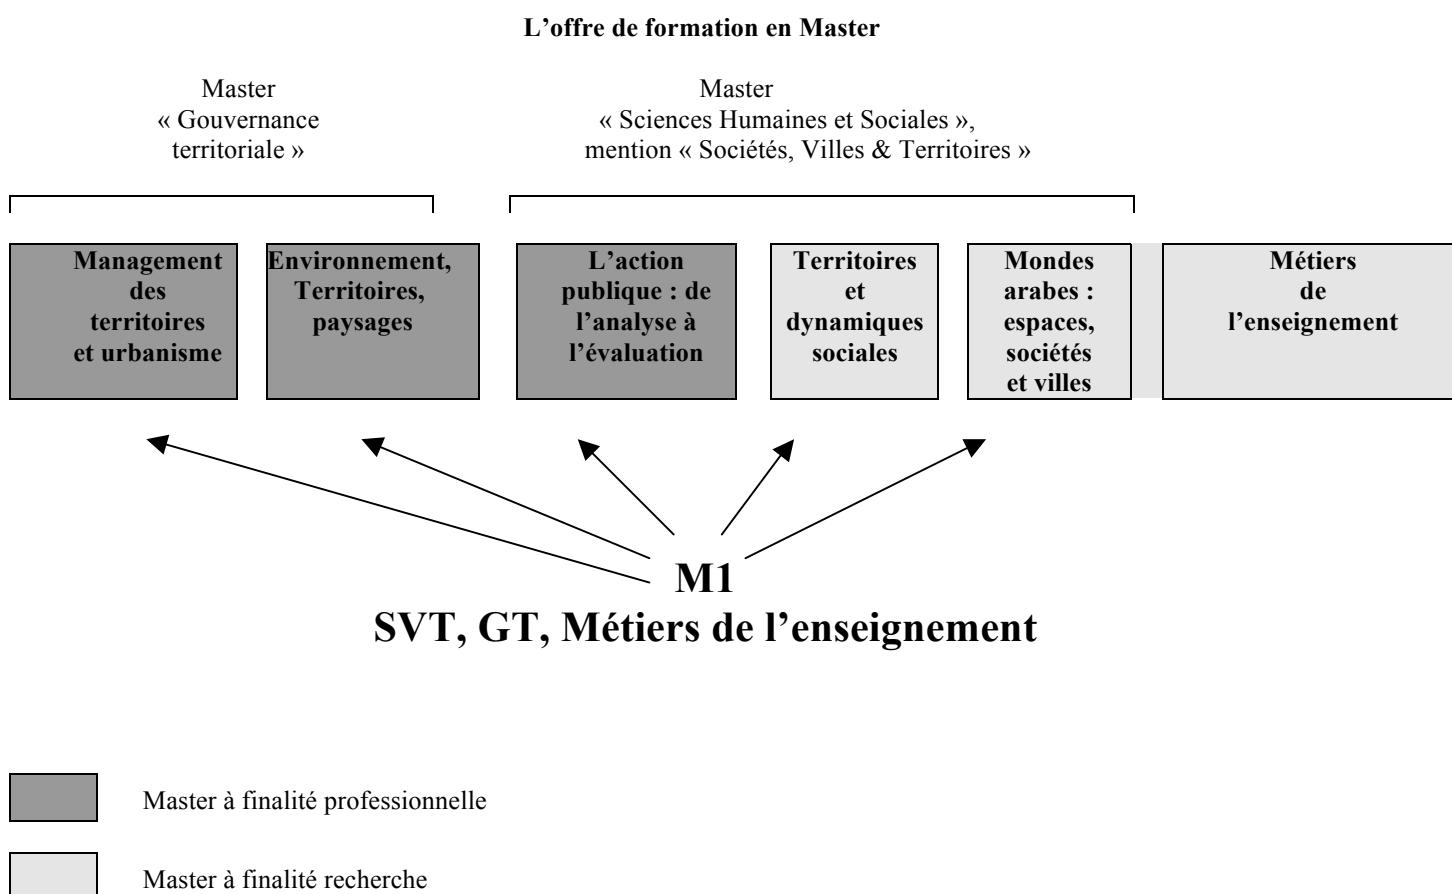 L’offre de formation en Master
Master
« Gouvernance
territoriale »
Master
« Sciences Humaines et Sociales »,
mention « Sociétés, Villes & Territoires »
Management
des
territoires
et urbanisme
Environnement,
Territoires,
paysages
L’action
publique : de
l’analyse à
l’évaluation
Territoires
et
dynamiques
sociales
Mondes
arabes :
espaces,
sociétés
et villes
Métiers
de
l’enseignement
M1
SVT, GT, Métiers de l’enseignement
Master à finalité professionnelle
Master à finalité recherche